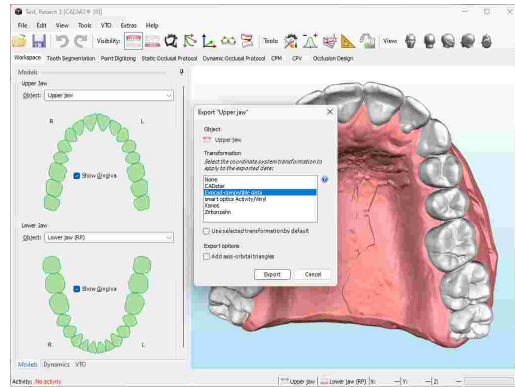 Test, Patient 3 [CADIAX® 3D]
File Edit View Tools VTO Extras Help
Visibility: Tools View
Workspace Tooth Segmentation Point Digitizing Static Occlusal Protocol Dynamic Occlusal Protocol CPM CPV Occlusion Design
Models
Upper Jaw
Object: Upper jaw
R L
Show Gingiva
Lower Jaw
Object: Lower jaw (RP)
Show Gingiva
R L
Models Dynamics VTO
Activity: No activity
Upper jaw Lower jaw (RP) X: --- Y: --- Z: ---
Export "Upper jaw"
Object
Upper jaw
Transformation
Select the coordinate system transformation to
apply to the exported data:
None
CADstar
Exocad-compatible data
smart optics Activity/Vinyl
Xanos
Zirkonzahn
Use selected transformation by default
Export options
Add axis-orbital triangles
Export Cancel